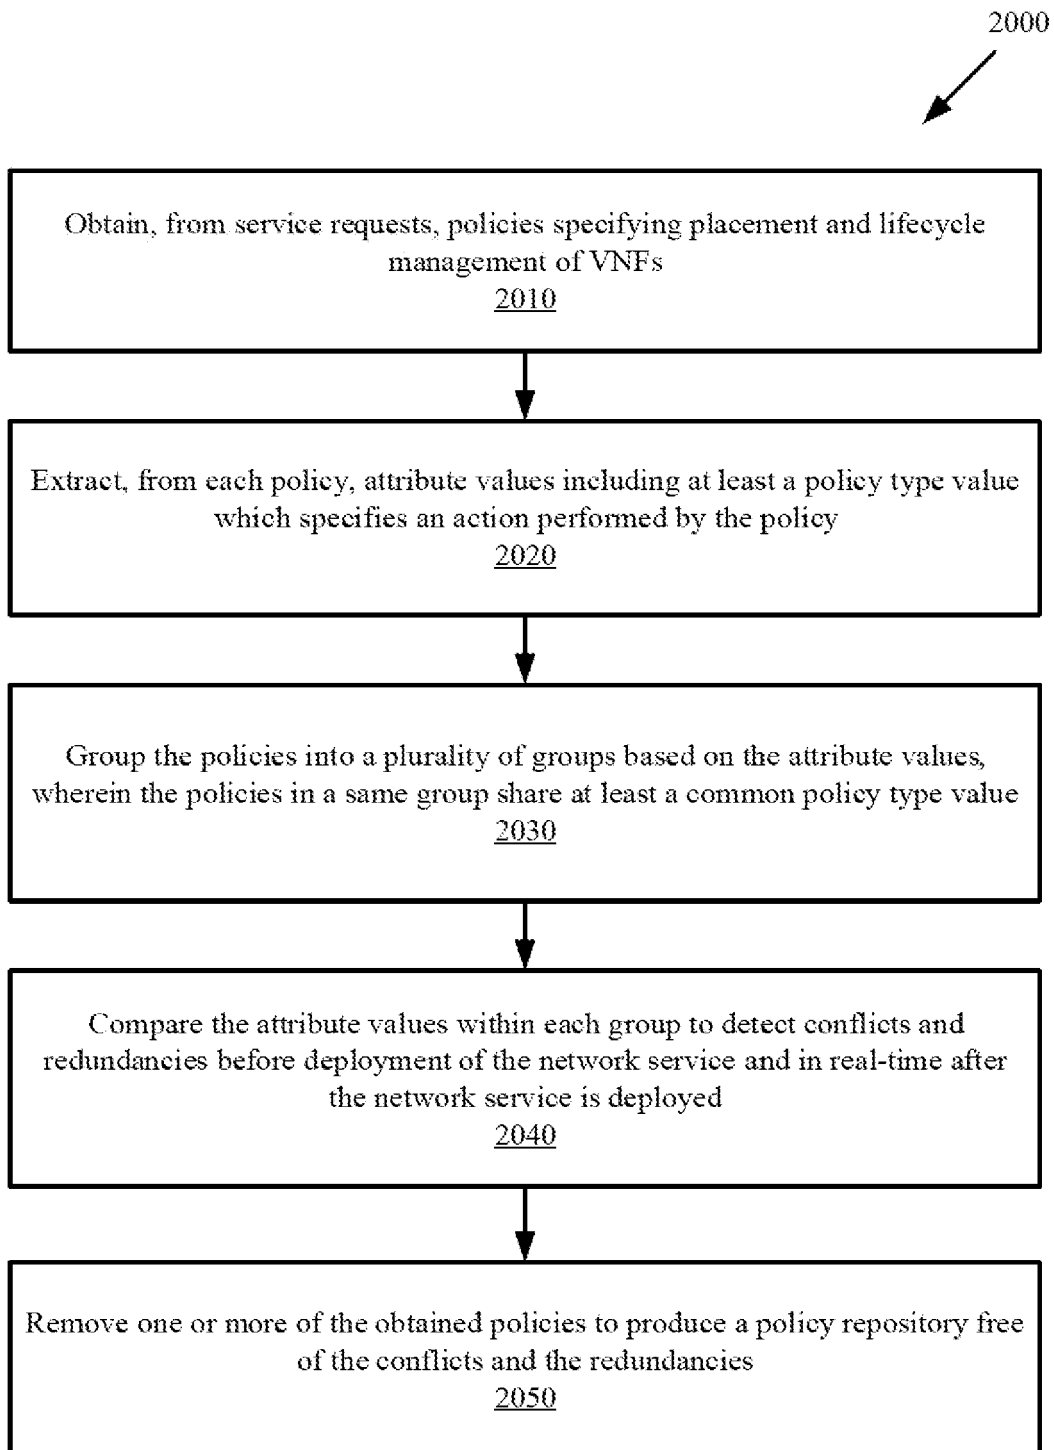 2000
Obtain, from service requests, policies specifying placement and lifecycle
management of VNFs
2010
Extract, from each policy, attribute values including at least a policy type value
which specifies an action performed by the policy
2020
Group the policies into a plurality of groups based on the attribute values,
wherein the policies in a same group share at least a common policy type value
2030
Compare the attribute values within each group to detect conflicts and
redundancies before deployment of the network service and in real-time after
the network service is deployed
2040
Remove one or more of the obtained policies to produce a policy repository free
of the conflicts and the redundancies
2050